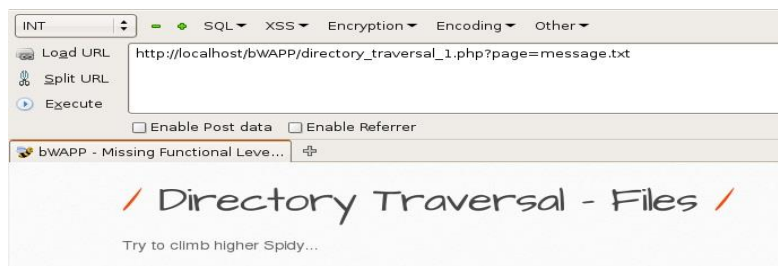 INT SQL XSS Encryption Encoding Other
Load URL http://localhost/bWAPP/directory_traversal_1.php?page=message.txt
Split URL
Execute
Enable Post data Enable Referrer
bWAPP - Missing Functional Leve...
/ Directory Traversal - Files /
Try to climb higher Spidy...